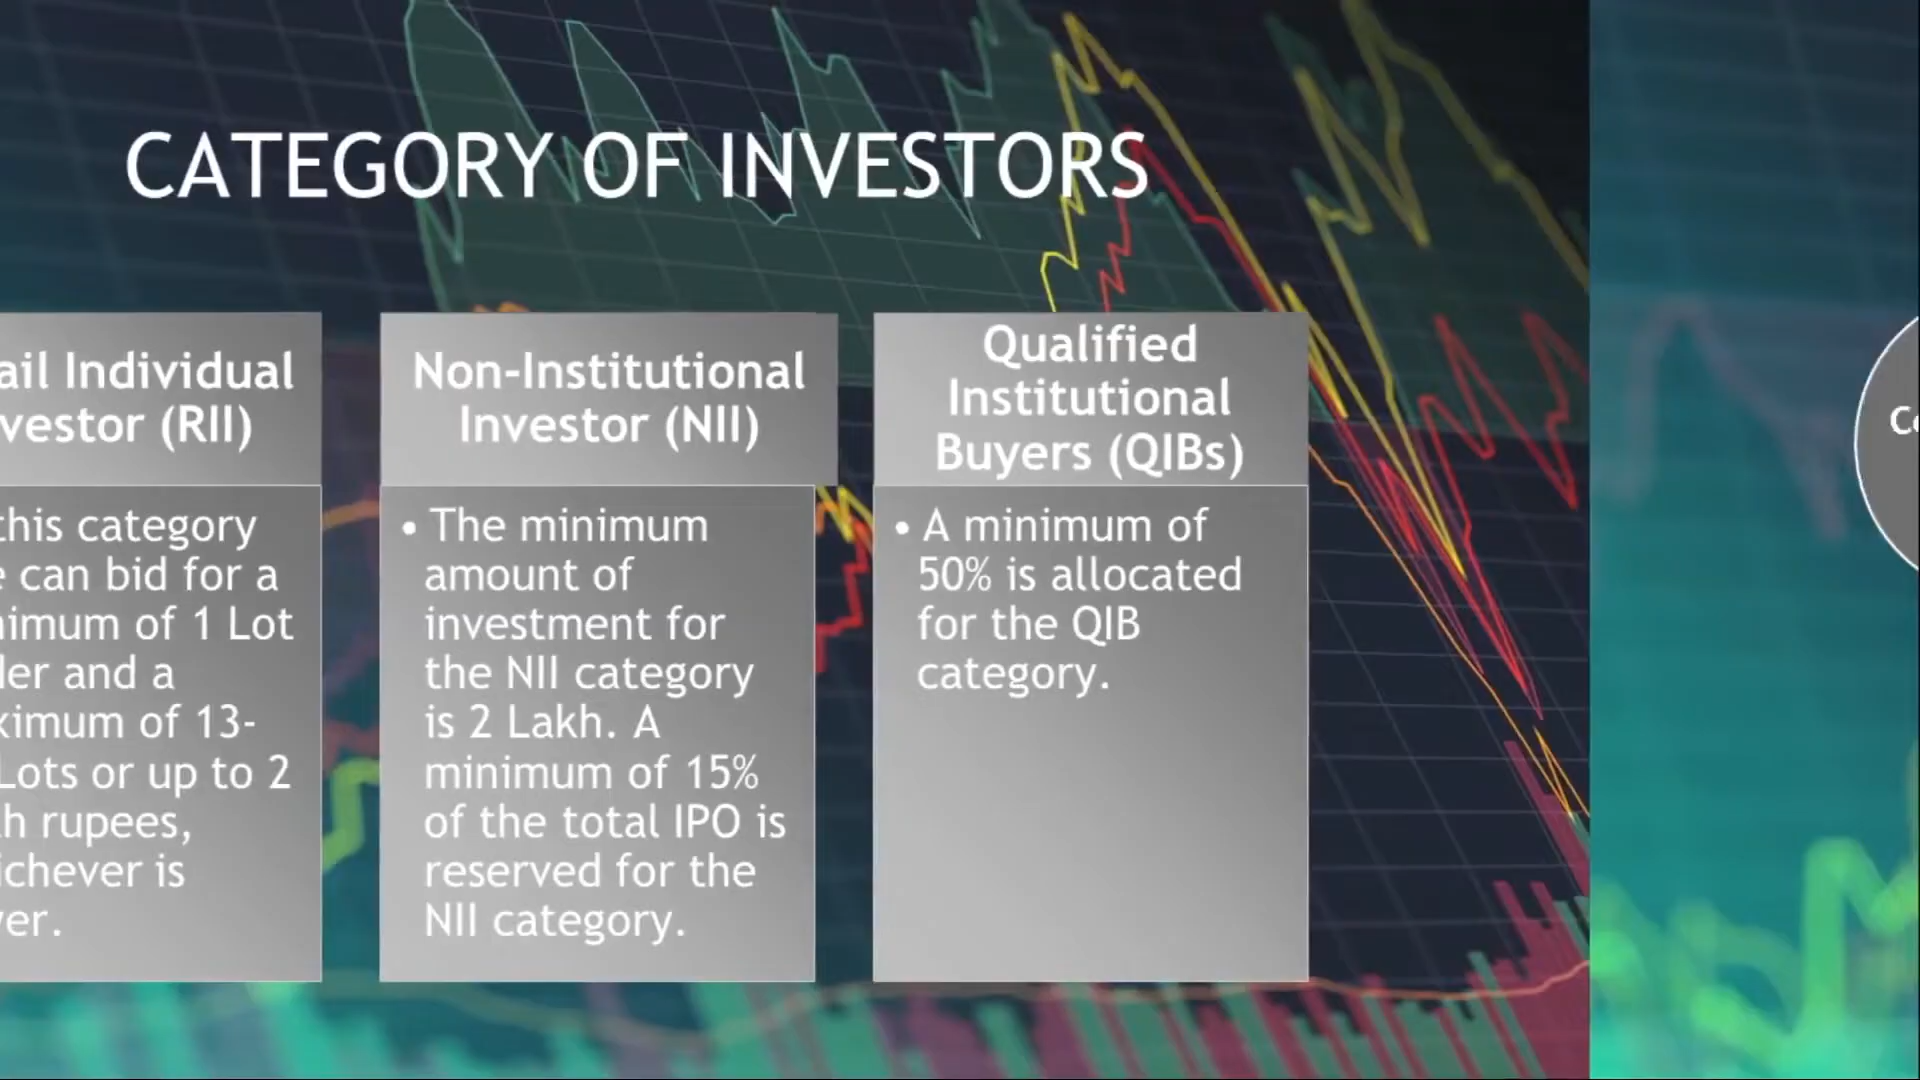 CATEGORY OF INVESTORS
ail Individual
vestor (RII)
this category
can bid for a
nimum of 1 Lot
and a
ximum of 13-
Lots or up to 2
h rupees,
ichever is
ver.
Non-Institutional
Investor (NII)
• The minimum
amount of
investment for
the NII category
is 2 Lakh. A
minimum of 15%
of the total IPO is
reserved for the
NII category.
Qualified
Institutional
Buyers (QIBs)
• A minimum of
50% is allocated
for the QIB
category.